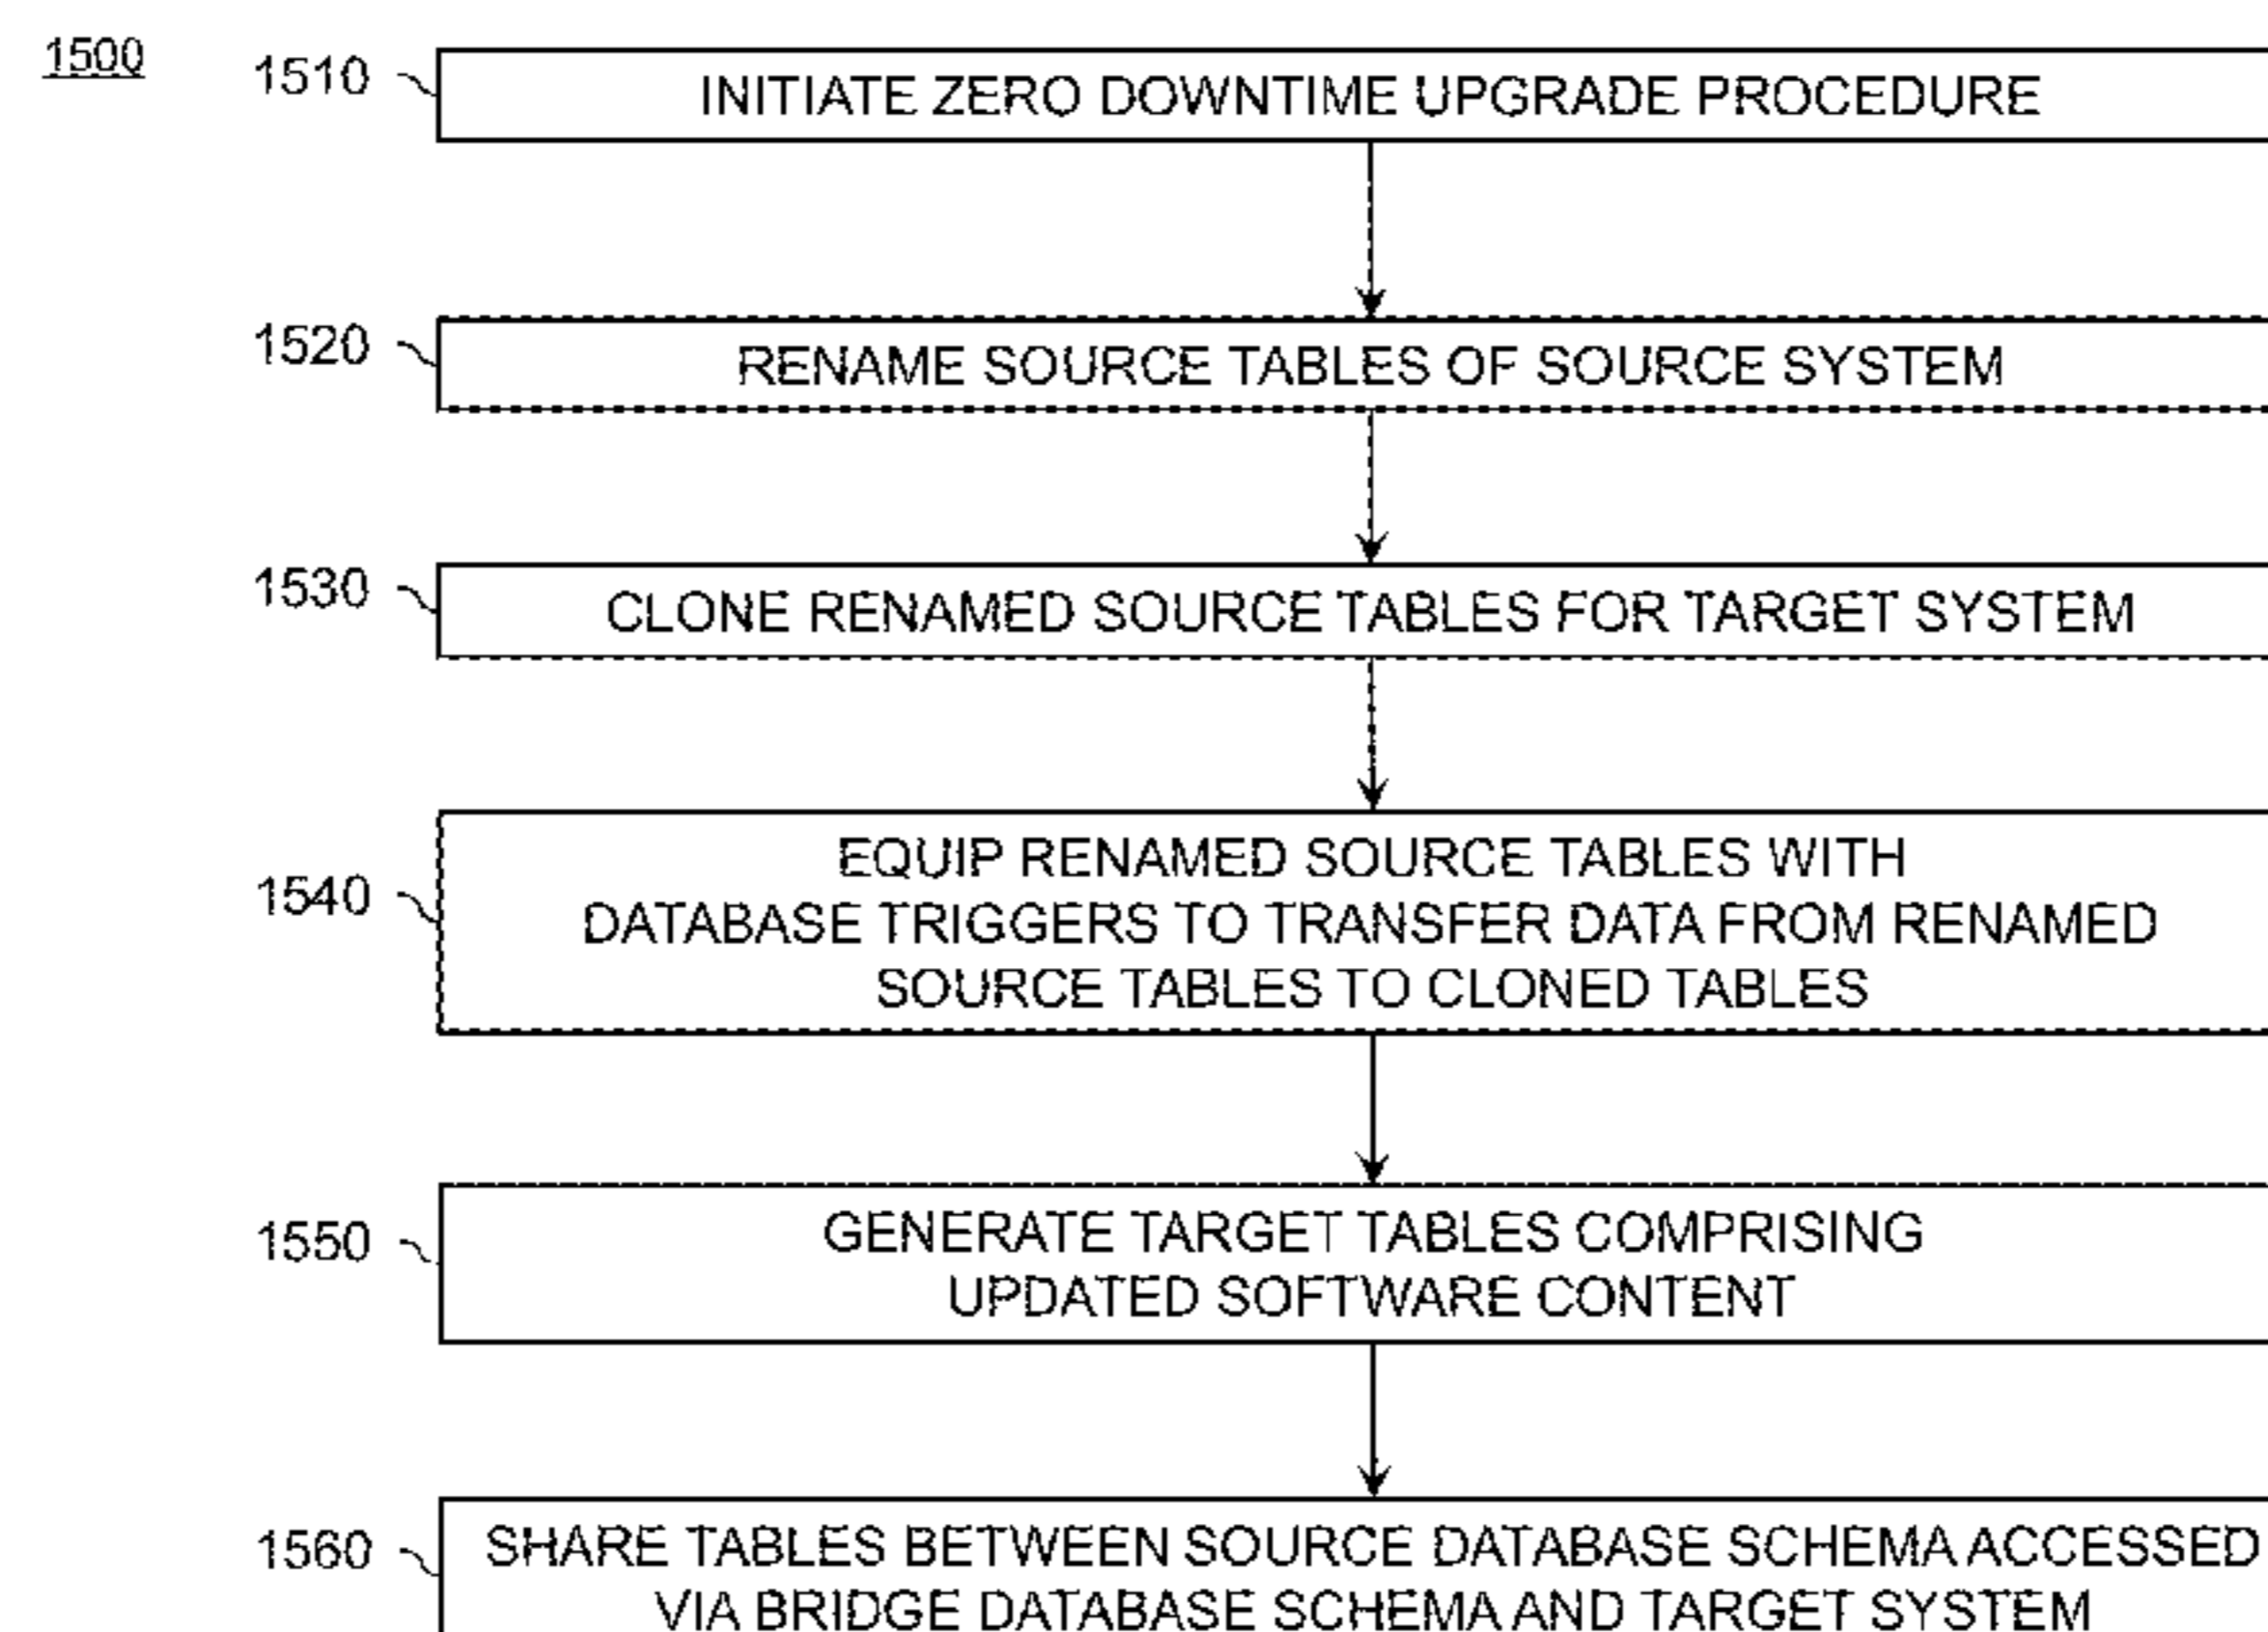 1500
1510
INITIATE ZERO DOWNTIME UPGRADE PROCEDURE
1520
RENAME SOURCE TABLES OF SOURCE SYSTEM
1530
CLONE RENAMED SOURCE TABLES FOR TARGET SYSTEM
1540
EQUIP RENAMED SOURCE TABLES WITH
DATABASE TRIGGERS TO TRANSFER DATA FROM RENAMED
SOURCE TABLES TO CLONED TABLES
1550
GENERATE TARGET TABLES COMPRISING
UPDATED SOFTWARE CONTENT
1560
SHARE TABLES BETWEEN SOURCE DATABASE SCHEMA ACCESSED
VIA BRIDGE DATABASE SCHEMA AND TARGET SYSTEM